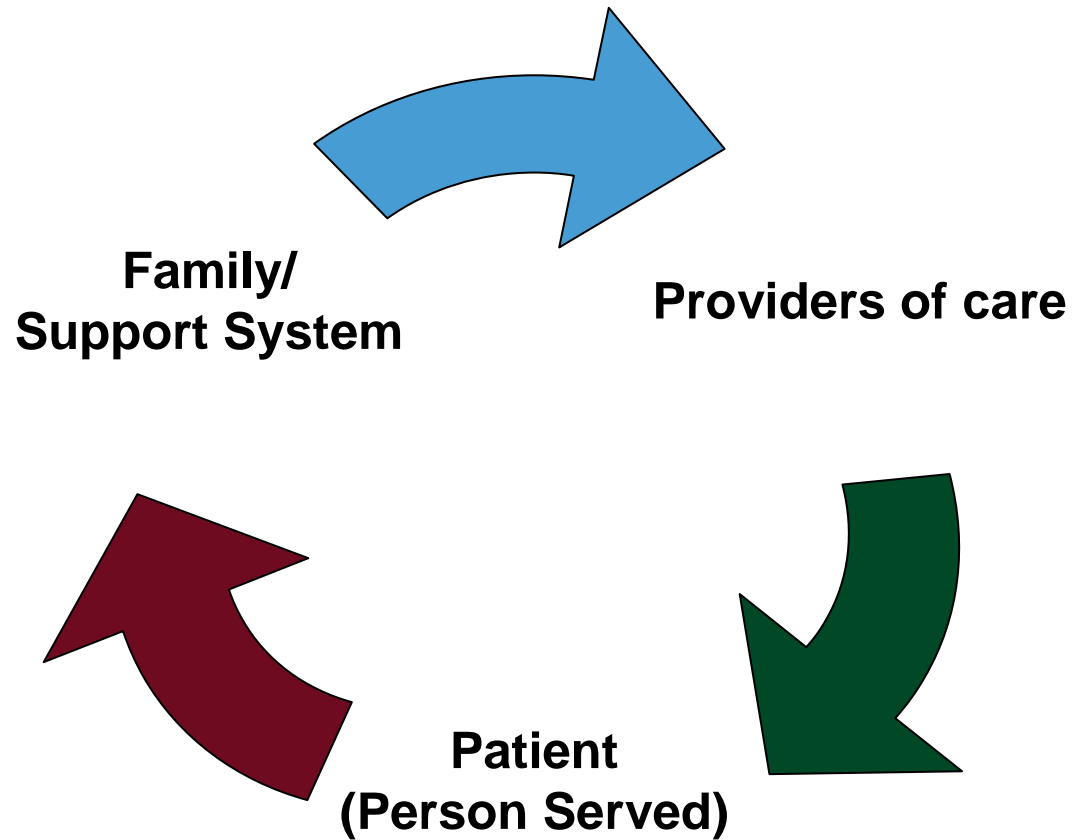 Family/
Support System
Providers of care
Patient
(Person Served)